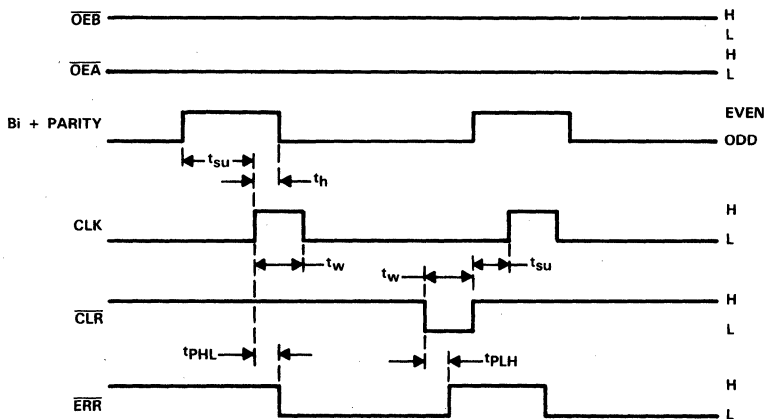 OEB H
L
OEA H
L
Bi + PARITY EVEN
ODD
tsu
th
CLK H
L
tw tw tsu
CLR H
L
tPHL tPLH
ERR H
L